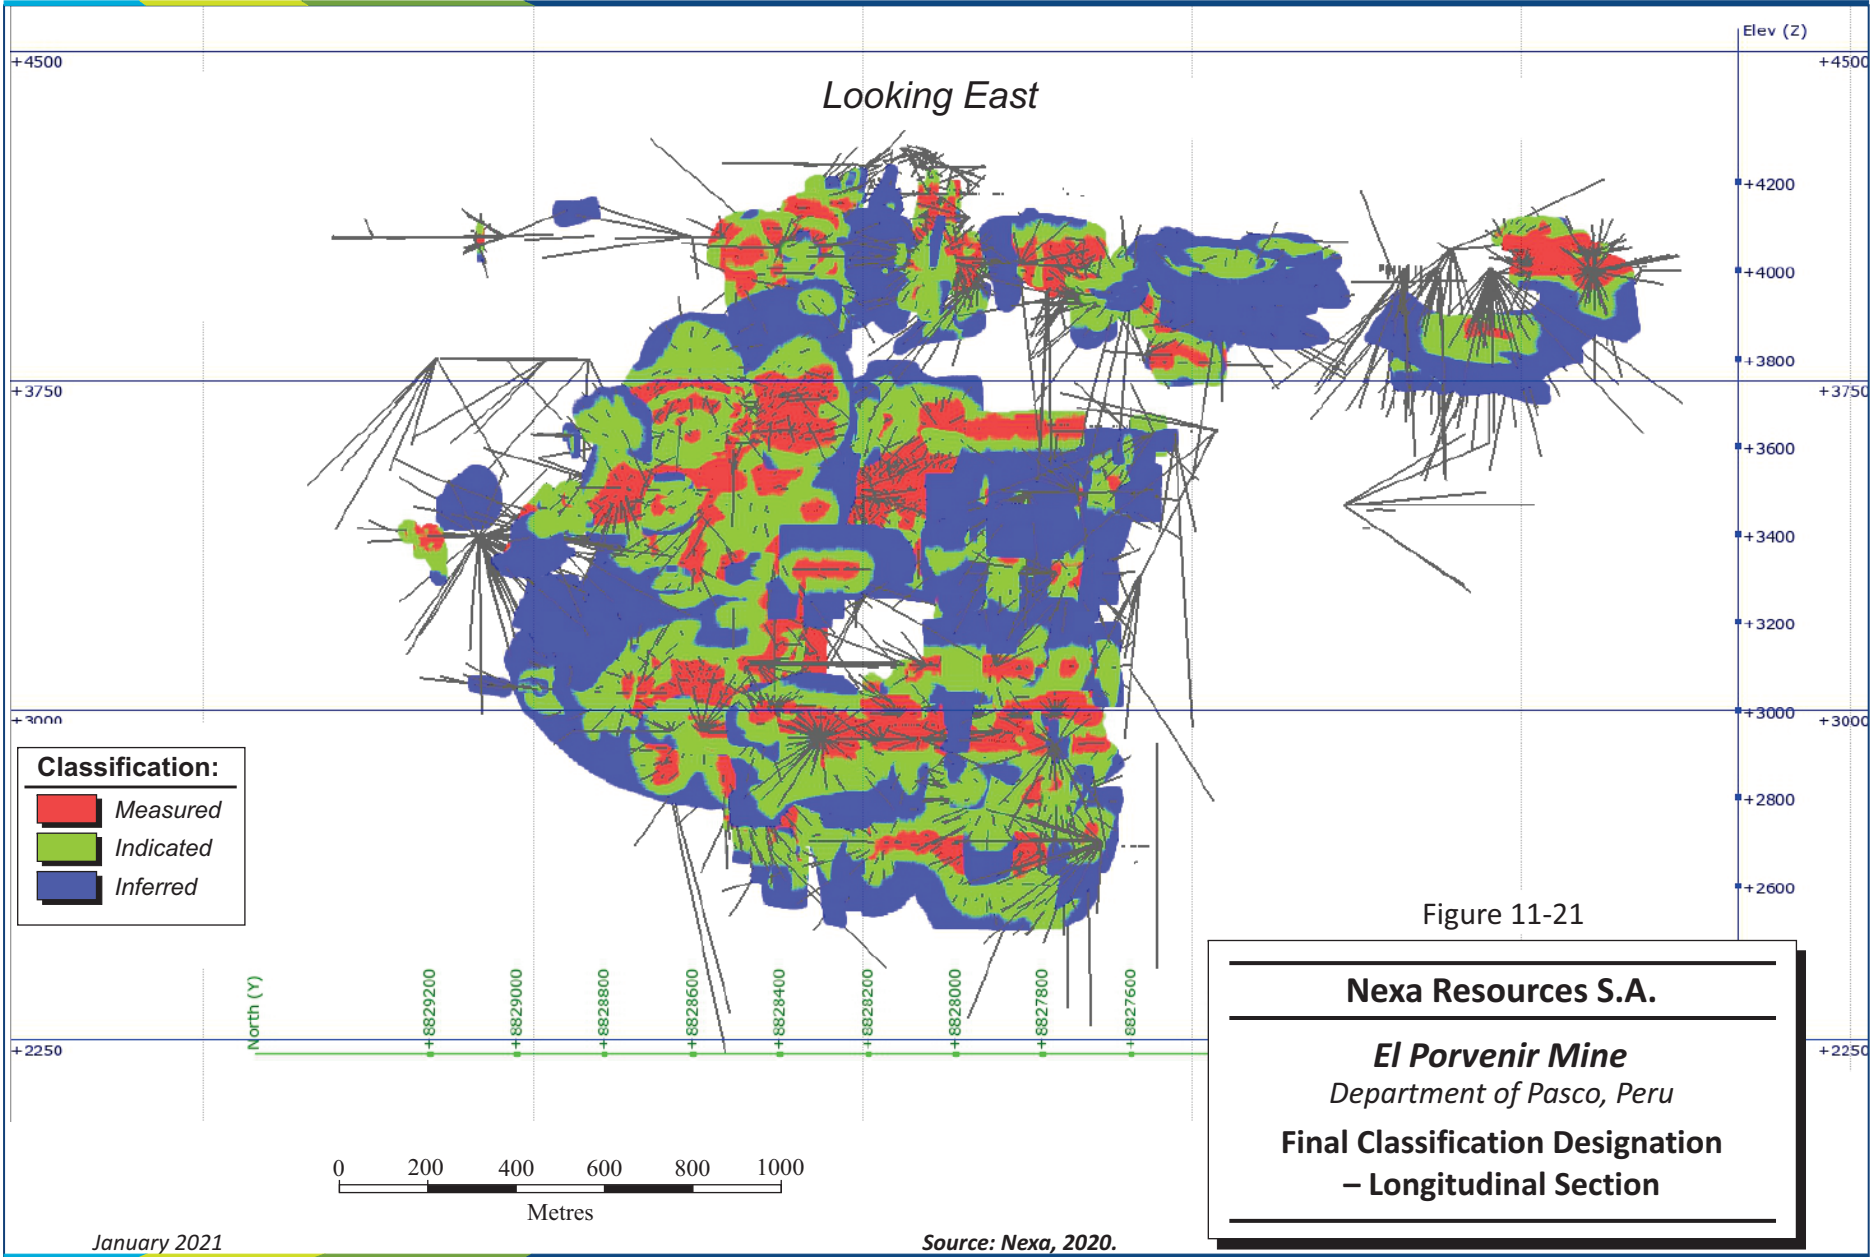 Elev (Z)
+4500
+4500
Looking East
+4200
+4000
+3800
+3750
+3750
+3600
+3400
+3200
+3000
+3000
+3000
Classification:
Measured
Indicated
Inferred
+2800
+2600
Figure 11-21
North (Y)
+8829200
+8829000
+8828800
+8828600
+8828400
+8828200
+8828000
+8827800
+8827600
+2250
+2250
Nexa Resources S.A.
El Porvenir Mine
Department of Pasco, Peru
Final Classification Designation
– Longitudinal Section
0 200 400 600 800 1000
Metres
January 2021
Source: Nexa, 2020.